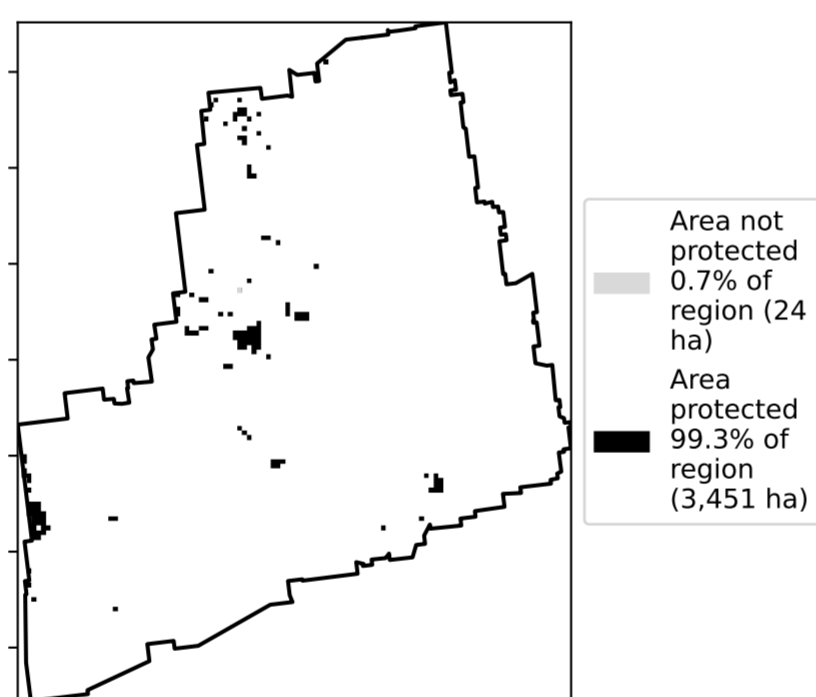 Area not
protected
0.7% of
region (24
ha)
Area
protected
99.3% of
region
(3,451 ha)